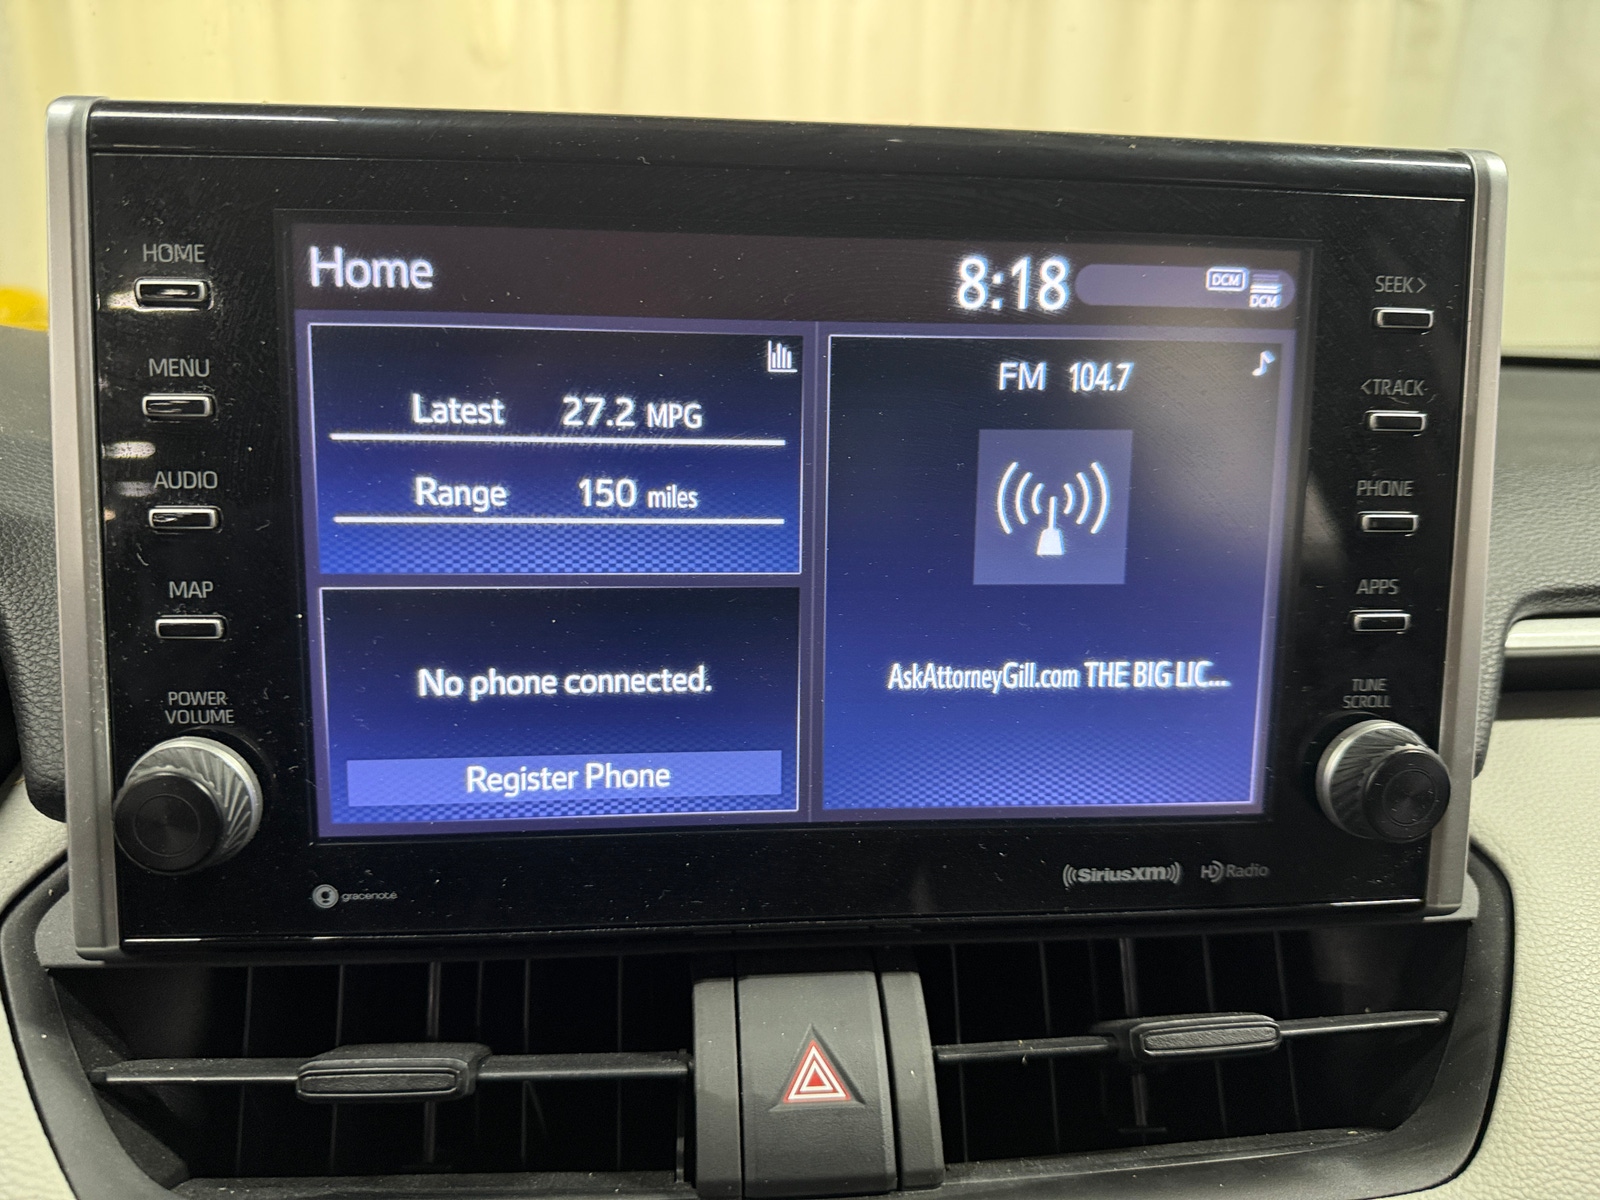 HOME
MENU
AUDIO
MAP
POWER
VOLUME
Home
8:18
DCM
DCM
Latest 27.2 MPG
Range 150 miles
No phone connected.
Register Phone
FM 104.7
AskAttorneyGill.com THE BIG LIC...
SEEK >
< TRACK
PHONE
APPS
TUNE
SCROLL
gracenote
((SiriusXM))
HD Radio